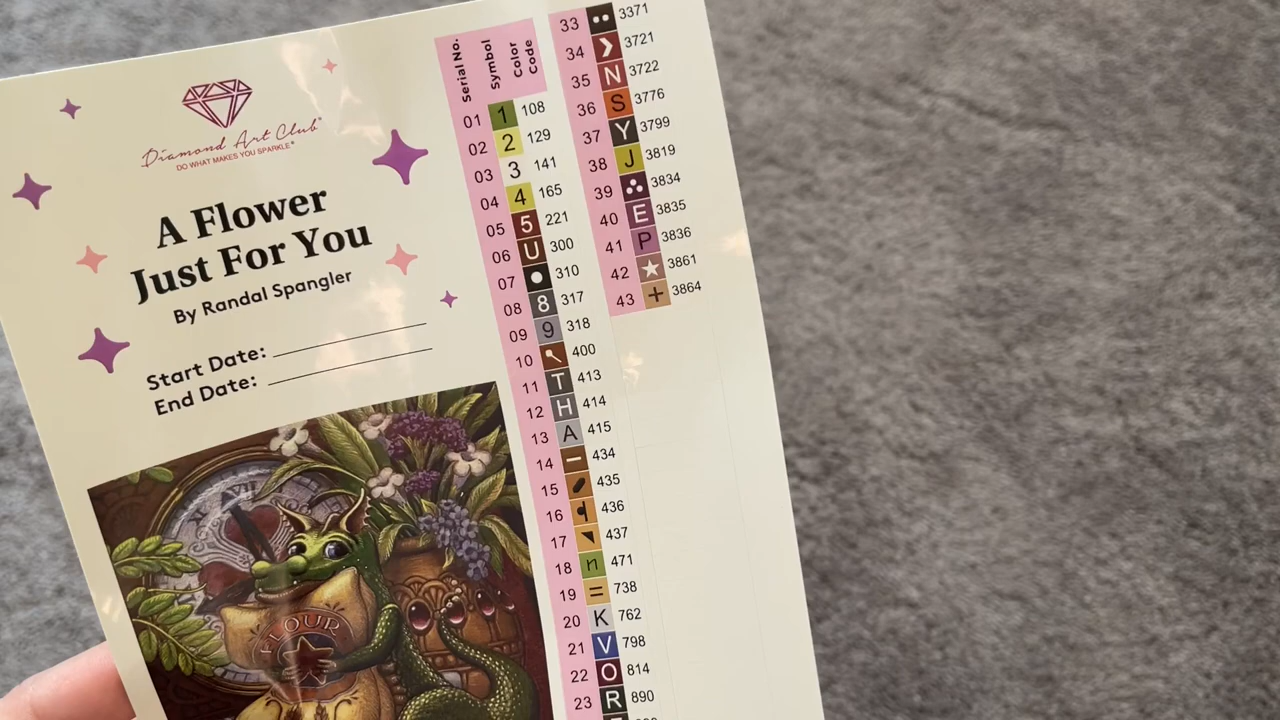 Diamond Art Club®
DO WHAT MAKES YOU SPARKLE®
A Flower
Just For You
By Randal Spangler
Start Date:
End Date:
FLOUR
Serial No. Symbol Color Code
01 1 108
02 2 129
03 3 141
04 4 165
05 5 221
06 U 300
07 310
08 8 317
09 9 318
10 400
11 T 413
12 H 414
13 A 415
14 434
15 435
16 436
17 437
18 n 471
19 = 738
20 K 762
21 V 798
22 O 814
23 R 890
33 3371
34 3721
35 N 3722
36 S 3776
37 Y 3799
38 J 3819
39 3834
40 E 3835
41 P 3836
42 3861
43 + 3864